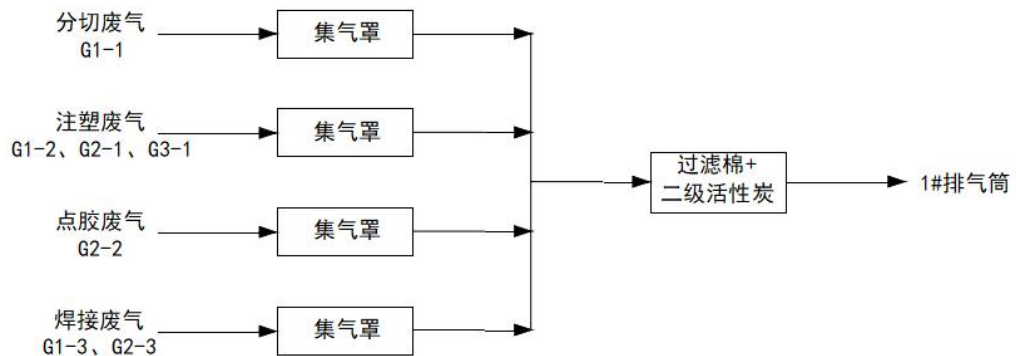 分切废气
G1-1
集气罩
注塑废气
G1-2、G2-1、G3-1
集气罩
点胶废气
G2-2
集气罩
焊接废气
G1-3、G2-3
集气罩
过滤棉+
二级活性炭
1#排气筒